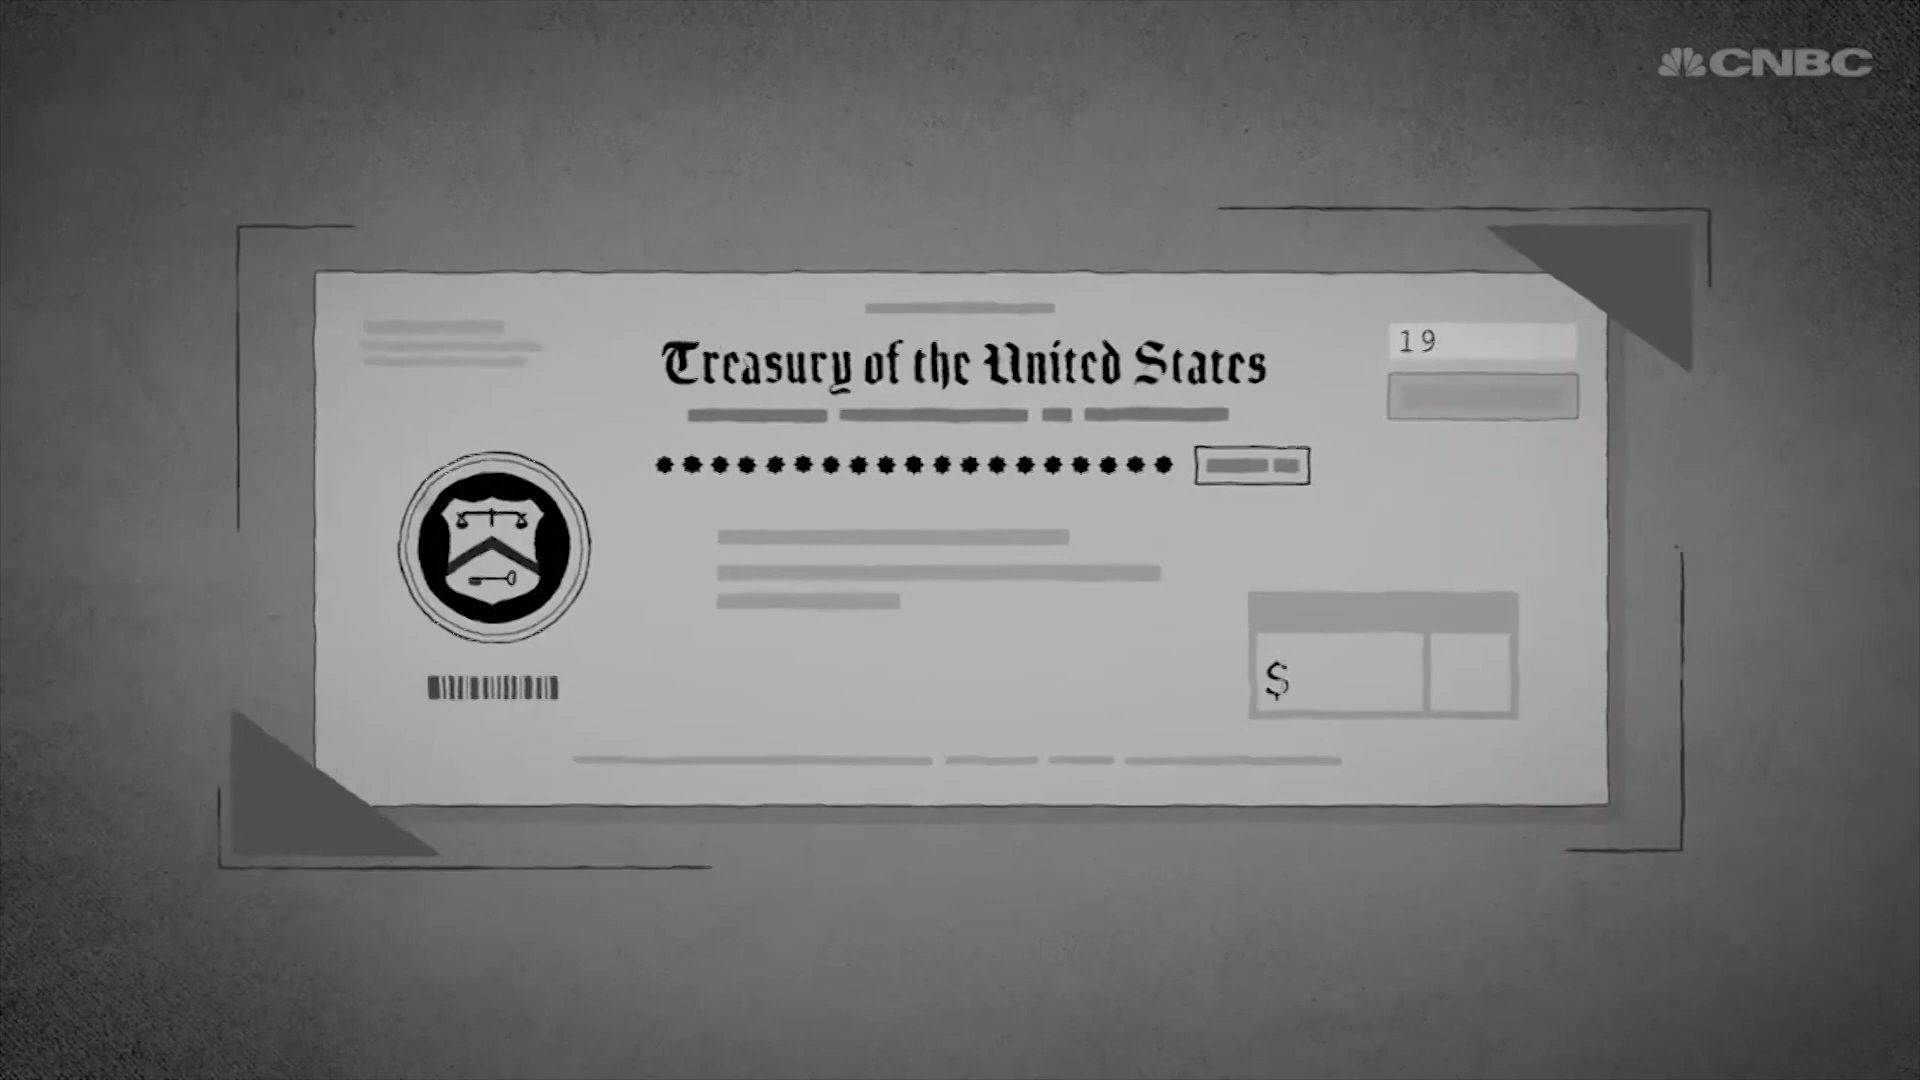 CNBC
Treasury of the United States
19
$